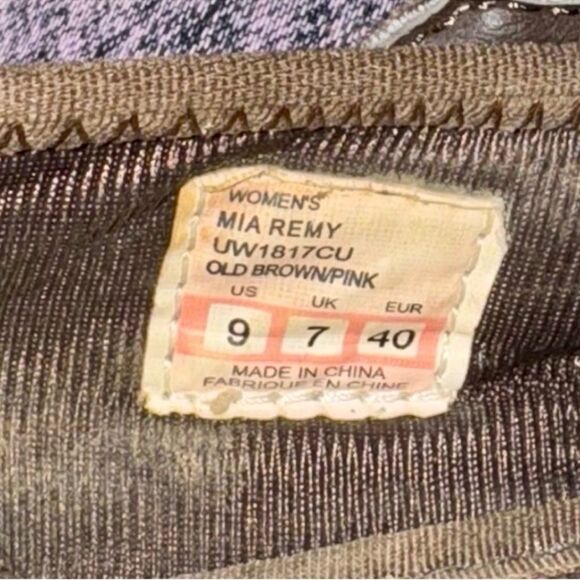 WOMEN'S
MIA REMY
UW1817CU
OLD BROWN/PINK
US UK EUR
9 7 40
MADE IN CHINA
FABRIQUE EN CHINE